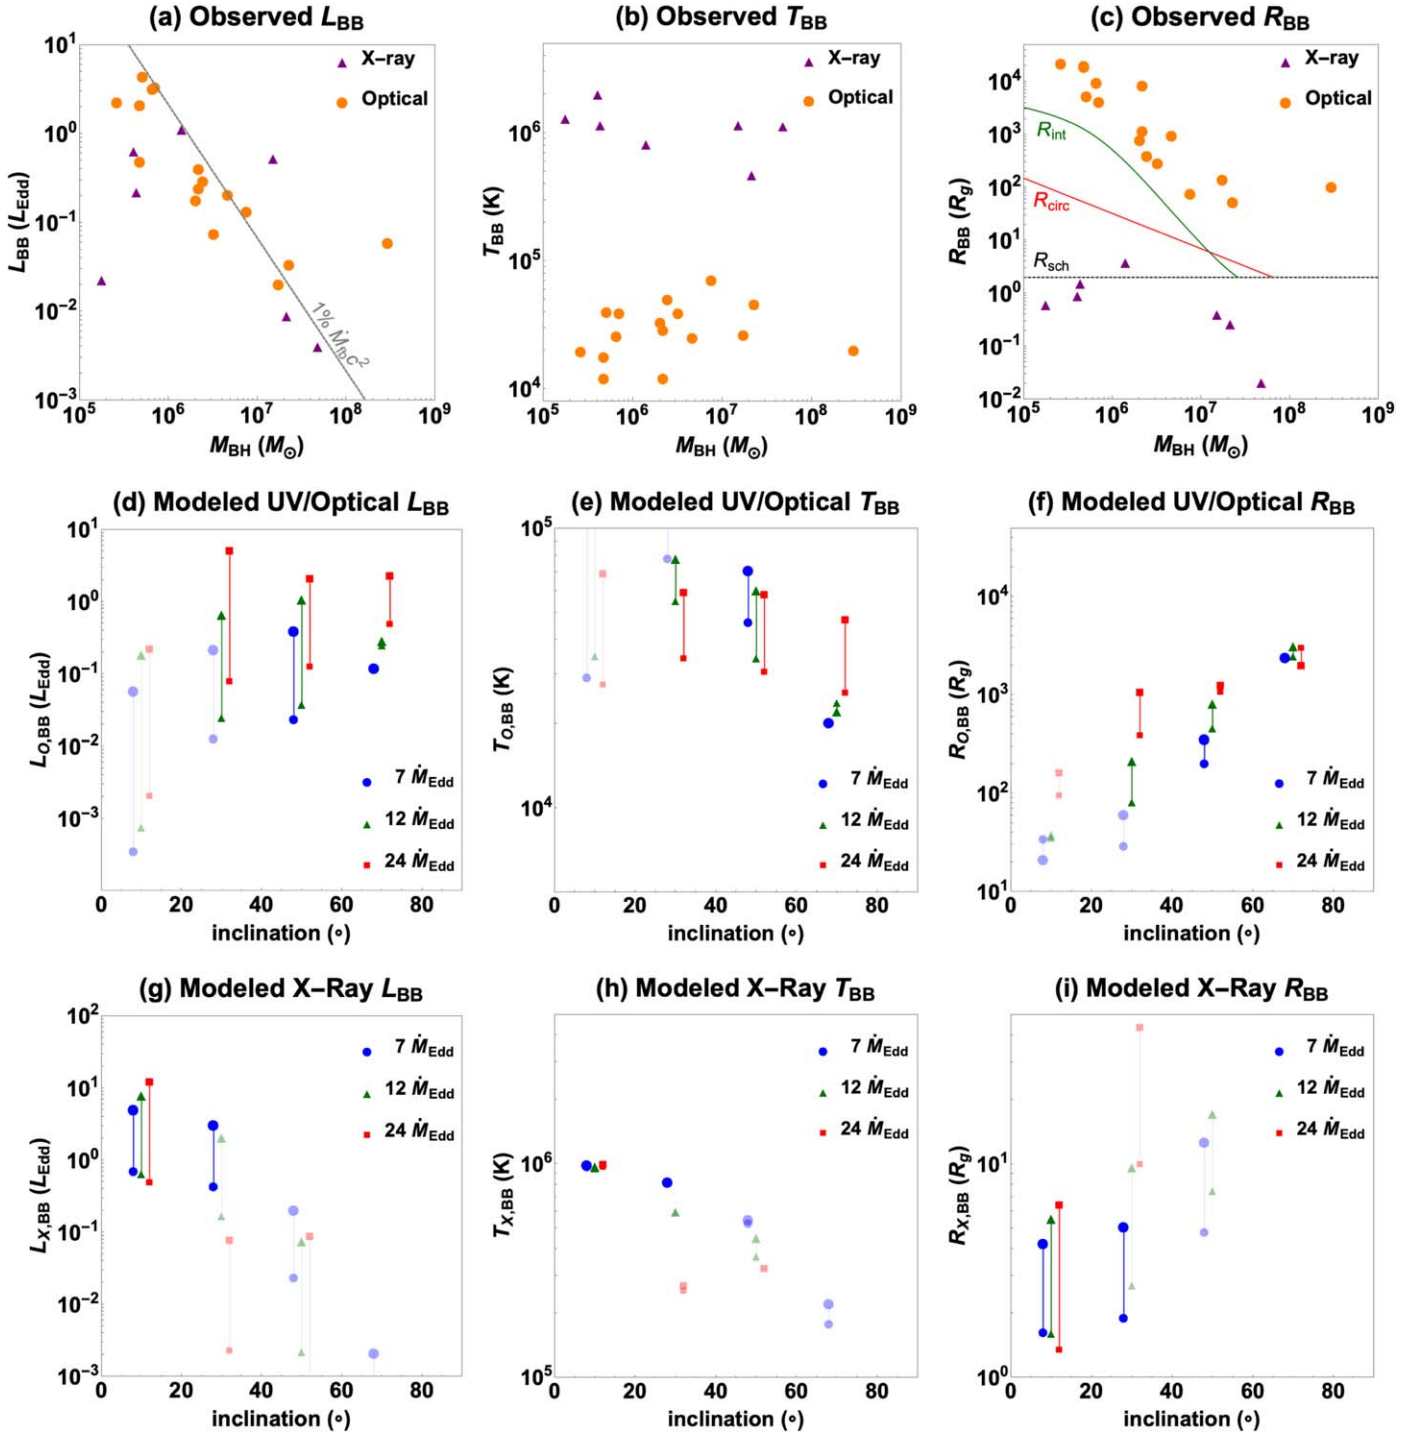 (a) Observed L_BB
(b) Observed T_BB
(c) Observed R_BB
10^1
10^0
10^−1
10^−2
10^−3
L_BB (L_Edd)
X−ray
Optical
1% Ṁ_fb c^2
10^5 10^6 10^7 10^8 10^9
M_BH (M_⊙)
10^6
10^5
10^4
T_BB (K)
X−ray
Optical
10^5 10^6 10^7 10^8 10^9
M_BH (M_⊙)
10^4
10^3
10^2
10^1
10^0
10^−1
10^−2
R_BB (R_g)
X−ray
Optical
R_int
R_circ
R_sch
10^5 10^6 10^7 10^8 10^9
M_BH (M_⊙)
(d) Modeled UV/Optical L_BB
(e) Modeled UV/Optical T_BB
(f) Modeled UV/Optical R_BB
10^1
10^0
10^−1
10^−2
10^−3
L_O,BB (L_Edd)
7 Ṁ_Edd
12 Ṁ_Edd
24 Ṁ_Edd
0 20 40 60 80
inclination (°)
10^5
10^4
T_O,BB (K)
7 Ṁ_Edd
12 Ṁ_Edd
24 Ṁ_Edd
0 20 40 60 80
inclination (°)
10^4
10^3
10^2
10^1
R_O,BB (R_g)
7 Ṁ_Edd
12 Ṁ_Edd
24 Ṁ_Edd
0 20 40 60 80
inclination (°)
(g) Modeled X−Ray L_BB
(h) Modeled X−Ray T_BB
(i) Modeled X−Ray R_BB
10^2
10^1
10^0
10^−1
10^−2
10^−3
L_X,BB (L_Edd)
7 Ṁ_Edd
12 Ṁ_Edd
24 Ṁ_Edd
0 20 40 60 80
inclination (°)
10^6
10^5
T_X,BB (K)
7 Ṁ_Edd
12 Ṁ_Edd
24 Ṁ_Edd
0 20 40 60 80
inclination (°)
10^1
10^0
R_X,BB (R_g)
7 Ṁ_Edd
12 Ṁ_Edd
24 Ṁ_Edd
0 20 40 60 80
inclination (°)